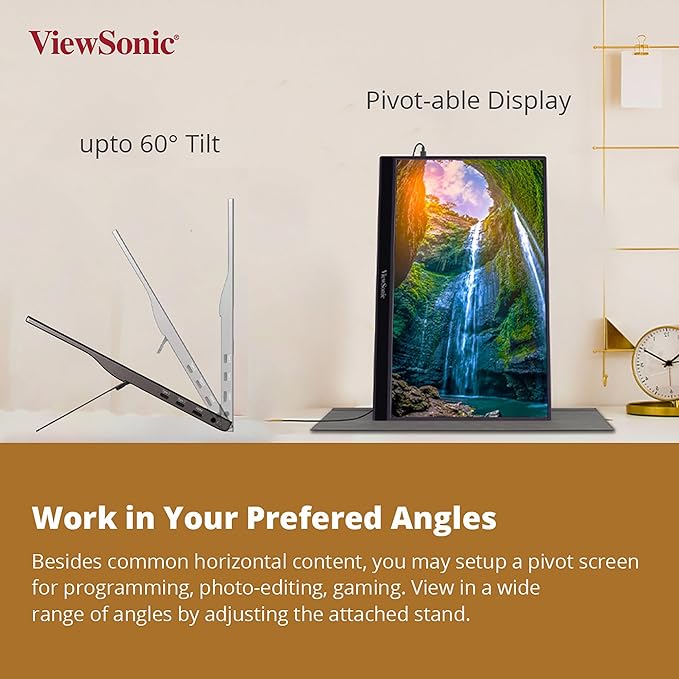 ViewSonic®
Pivot-able Display
upto 60° Tilt
ViewSonic
Work in Your Prefered Angles
Besides common horizontal content, you may setup a pivot screen
for programming, photo-editing, gaming. View in a wide
range of angles by adjusting the attached stand.